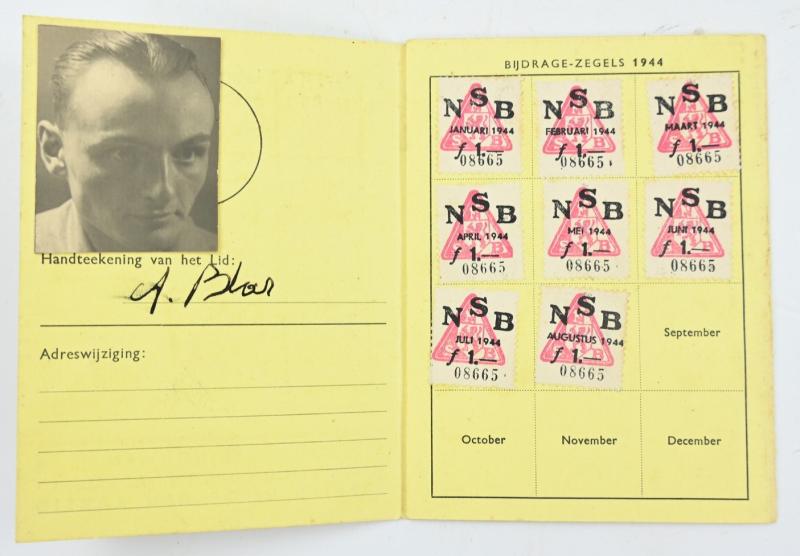 Handteekening van het Lid:
A. Blas
Adreswijziging:
BIJDRAGE-ZEGELS 1944
NSB
JANUARI 1944
ƒ 1.—
08665
NSB
FEBRUARI 1944
ƒ 1.—
08665
NSB
MAART 1944
ƒ 1.—
08665
NSB
APRIL 1944
ƒ 1.—
08665
NSB
MEI 1944
ƒ 1.—
08665
NSB
JUNI 1944
ƒ 1.—
08665
NSB
JULI 1944
ƒ 1.—
08665
NSB
AUGUSTUS 1944
ƒ 1.—
08665
September
October
November
December